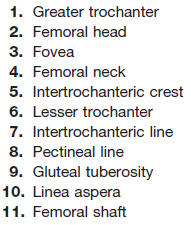 1. Greater trochanter
2. Femoral head
3. Fovea
4. Femoral neck
5. Intertrochanteric crest
6. Lesser trochanter
7. Intertrochanteric line
8. Pectineal line
9. Gluteal tuberosity
10. Linea aspera
11. Femoral shaft